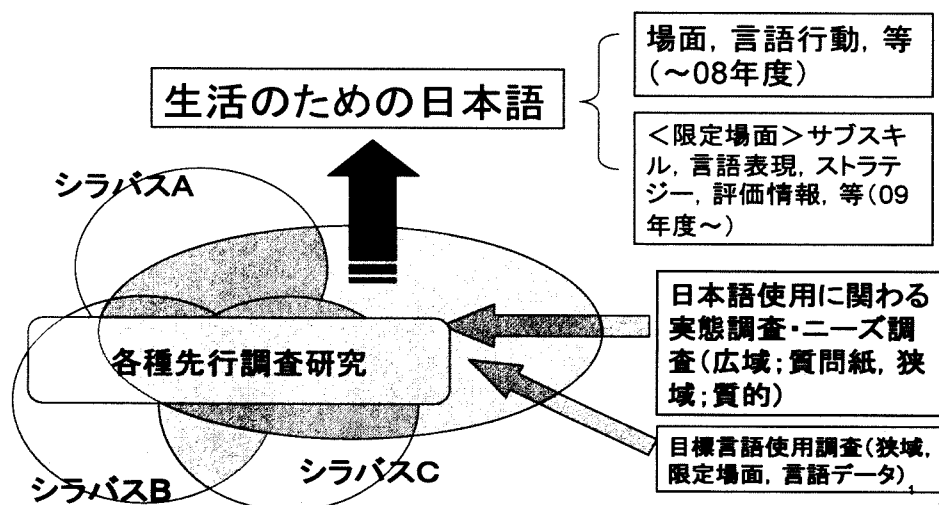 場面, 言語行動, 等
(～08年度)
生活のための日本語
＜限定場面＞サブスキ
ル, 言語表現, ストラテ
ジー, 評価情報, 等(09
年度～)
シラバスA
日本語使用に関わる
実態調査・ニーズ調
査(広域;質問紙, 狭
域;質的)
各種先行調査研究
目標言語使用調査(狭域,
限定場面, 言語データ)
シラバスC
シラバスB
1